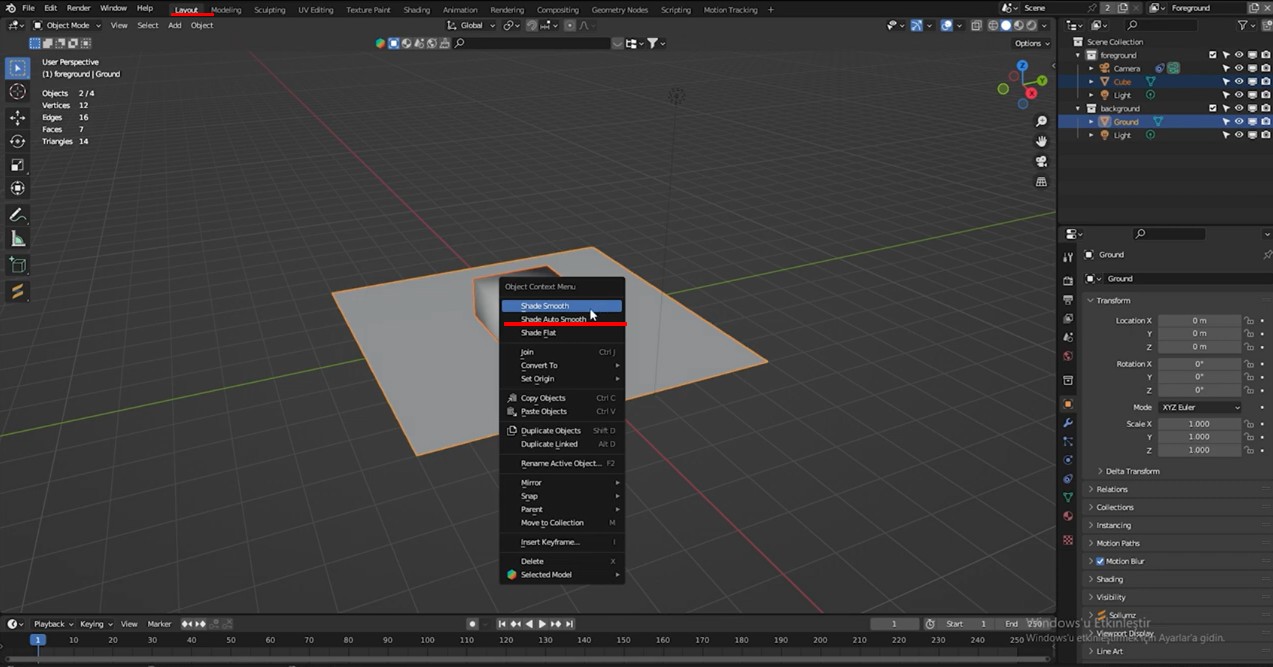 File Edit Render Window Help Layout Modeling Sculpting UV Editing Texture Paint Shading Animation Rendering Compositing Geometry Nodes Scripting Motion Tracking + Scene 2 Foreground
Object Mode View Select Add Object Global
Options
User Perspective
(1) foreground | Ground
Objects 2/4
Vertices 12
Edges 16
Faces 7
Triangles 14
Z
Y
X
Object Context Menu
Shade Smooth
Shade Auto Smooth
Shade Flat
Join Ctrl J
Convert To
Set Origin
Copy Objects Ctrl C
Paste Objects Ctrl V
Duplicate Objects Shift D
Duplicate Linked Alt D
Rename Active Object... F2
Mirror
Snap
Parent
Move to Collection M
Insert Keyframe... I
Delete X
Selected Model
Scene Collection
foreground
Camera
Cube
Light
background
Ground
Light
Ground
Ground
Transform
Location X 0 m
Y 0 m
Z 0 m
Rotation X 0°
Y 0°
Z 0°
Mode XYZ Euler
Scale X 1.000
Y 1.000
Z 1.000
Delta Transform
Relations
Collections
Instancing
Motion Paths
Motion Blur
Shading
Visibility
Sollumz
Viewport Display
Line Art
Playback Keying View Marker 1 Start 1 End 250
1 10 20 30 40 50 60 70 80 90 100 110 120 130 140 150 160 170 180 190 200 210 220 230 240 250
Windows'u Etkinleştir
Windows'u etkinleştirmek için Ayarlar'a gidin.